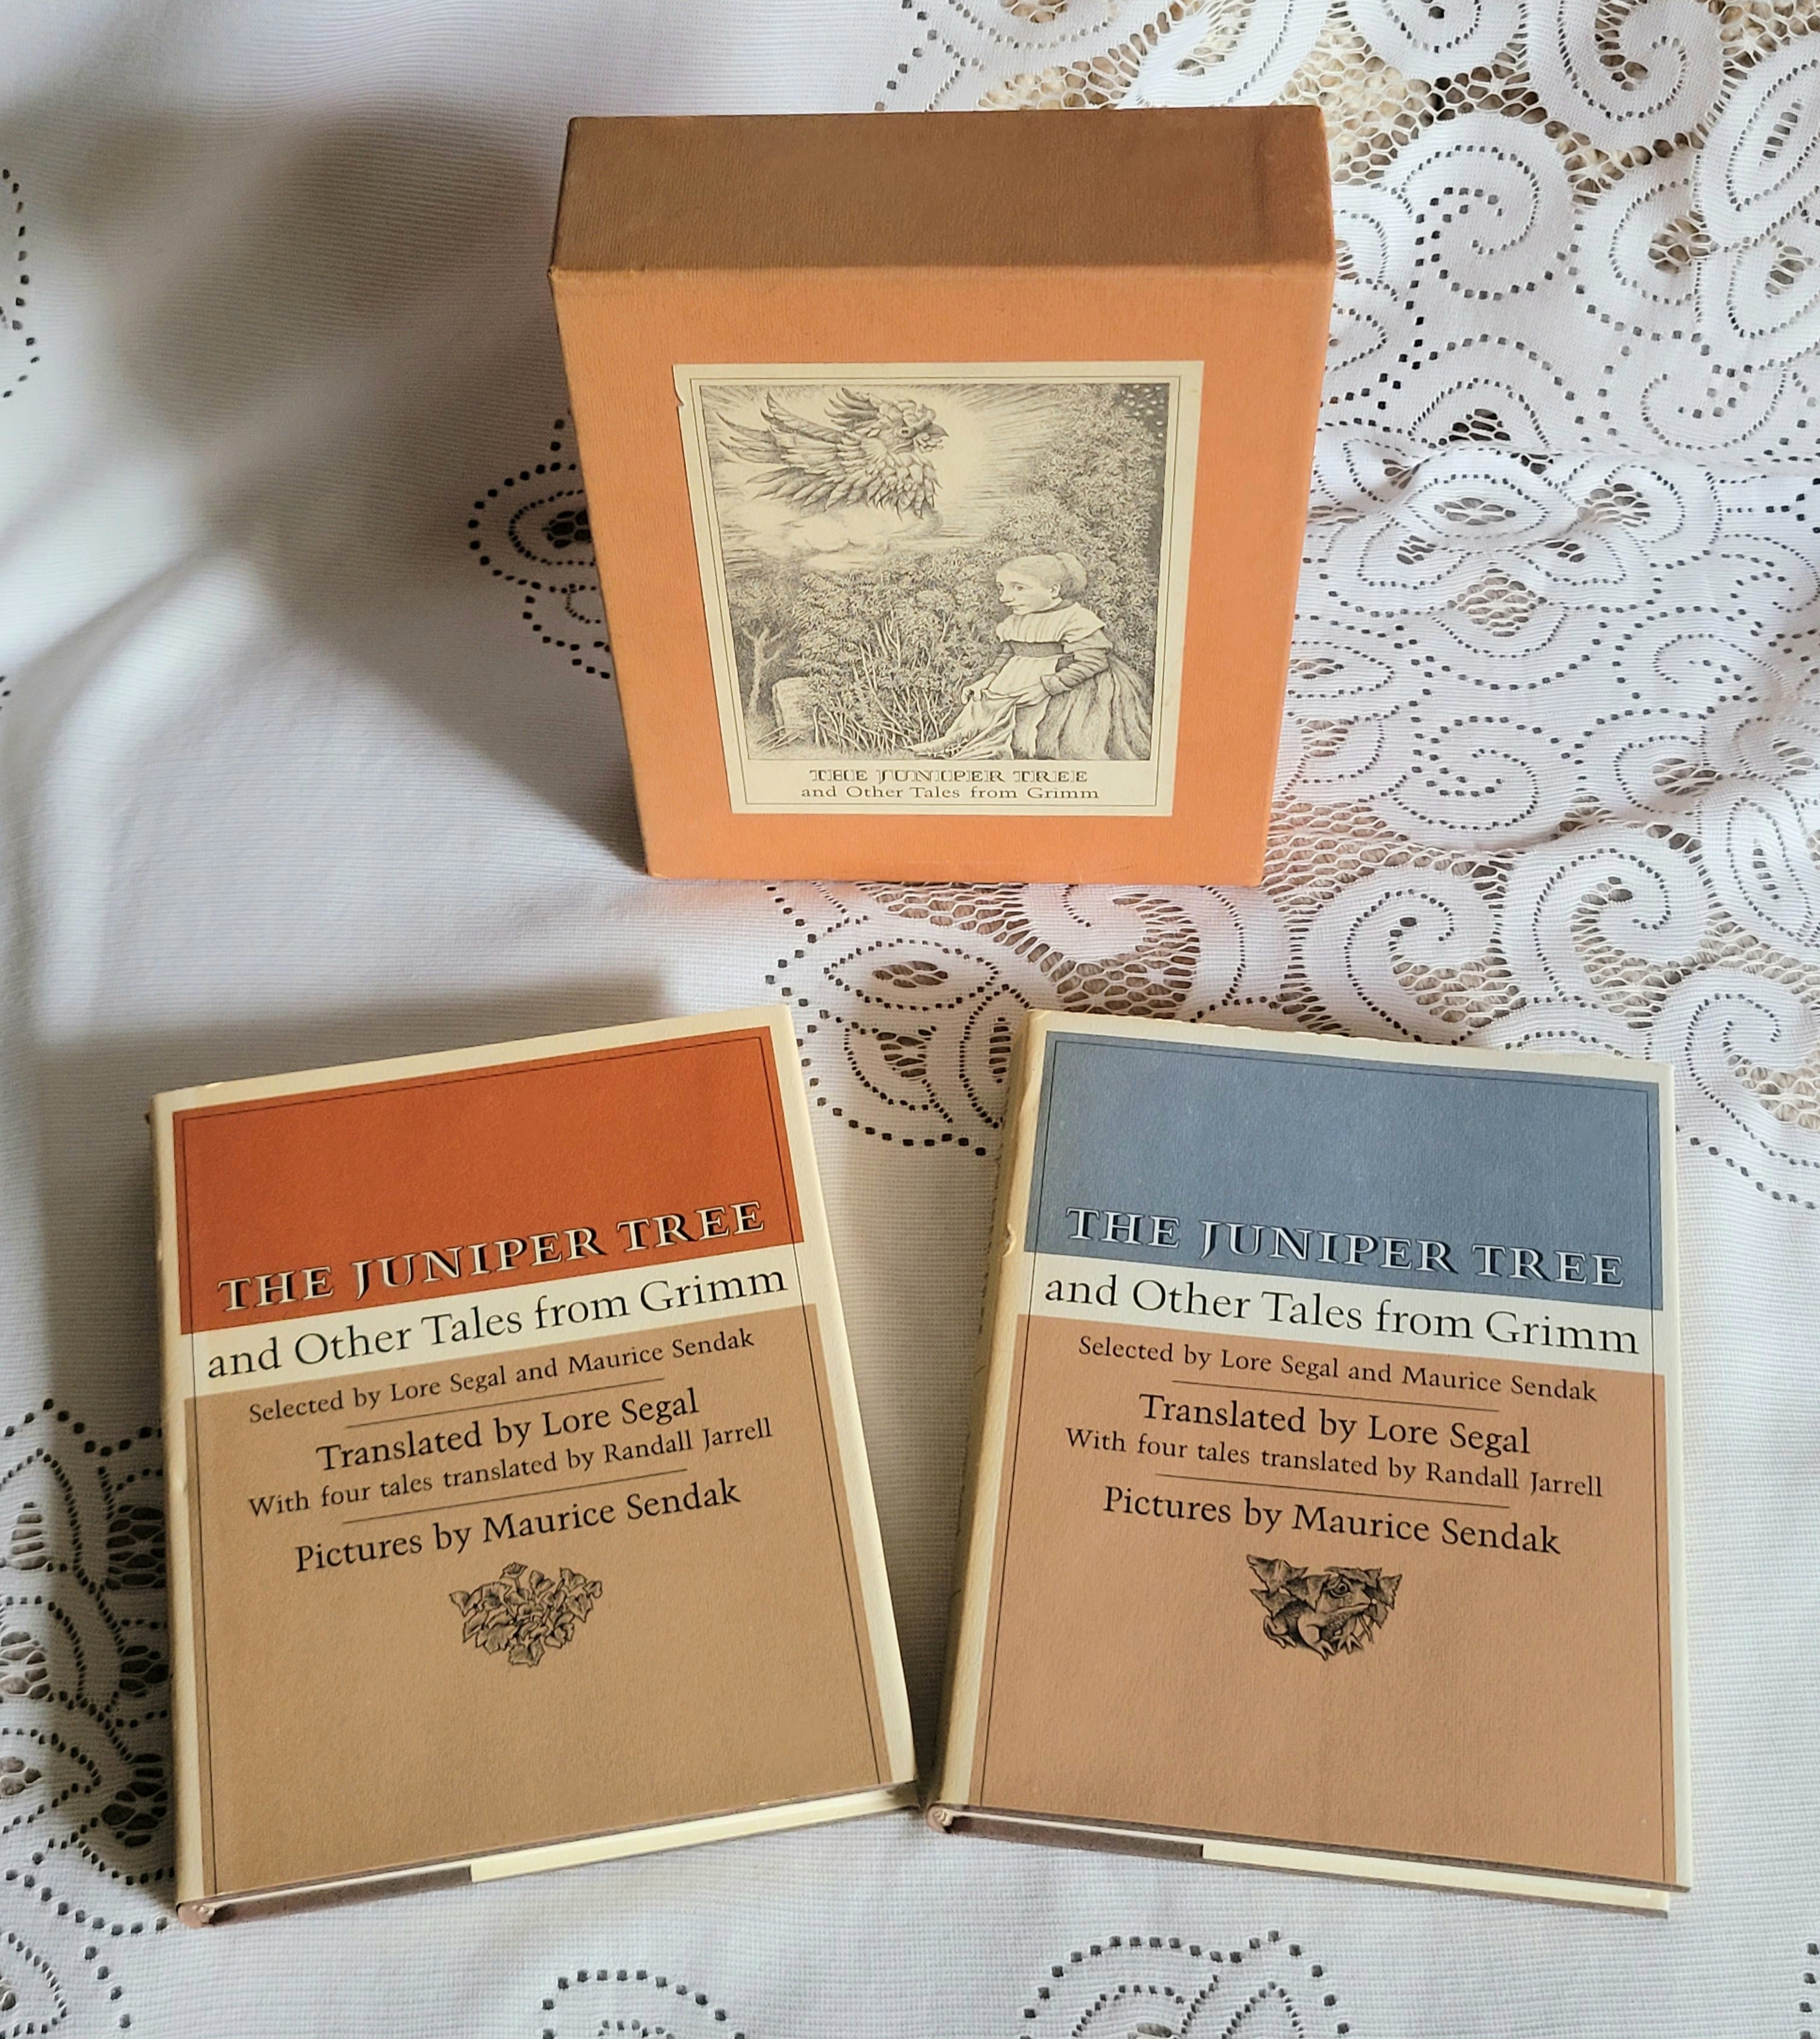 THE JUNIPER TREE
and Other Tales from Grimm
THE JUNIPER TREE
and Other Tales from Grimm
Selected by Lore Segal and Maurice Sendak
Translated by Lore Segal
With four tales translated by Randall Jarrell
Pictures by Maurice Sendak
THE JUNIPER TREE
and Other Tales from Grimm
Selected by Lore Segal and Maurice Sendak
Translated by Lore Segal
With four tales translated by Randall Jarrell
Pictures by Maurice Sendak